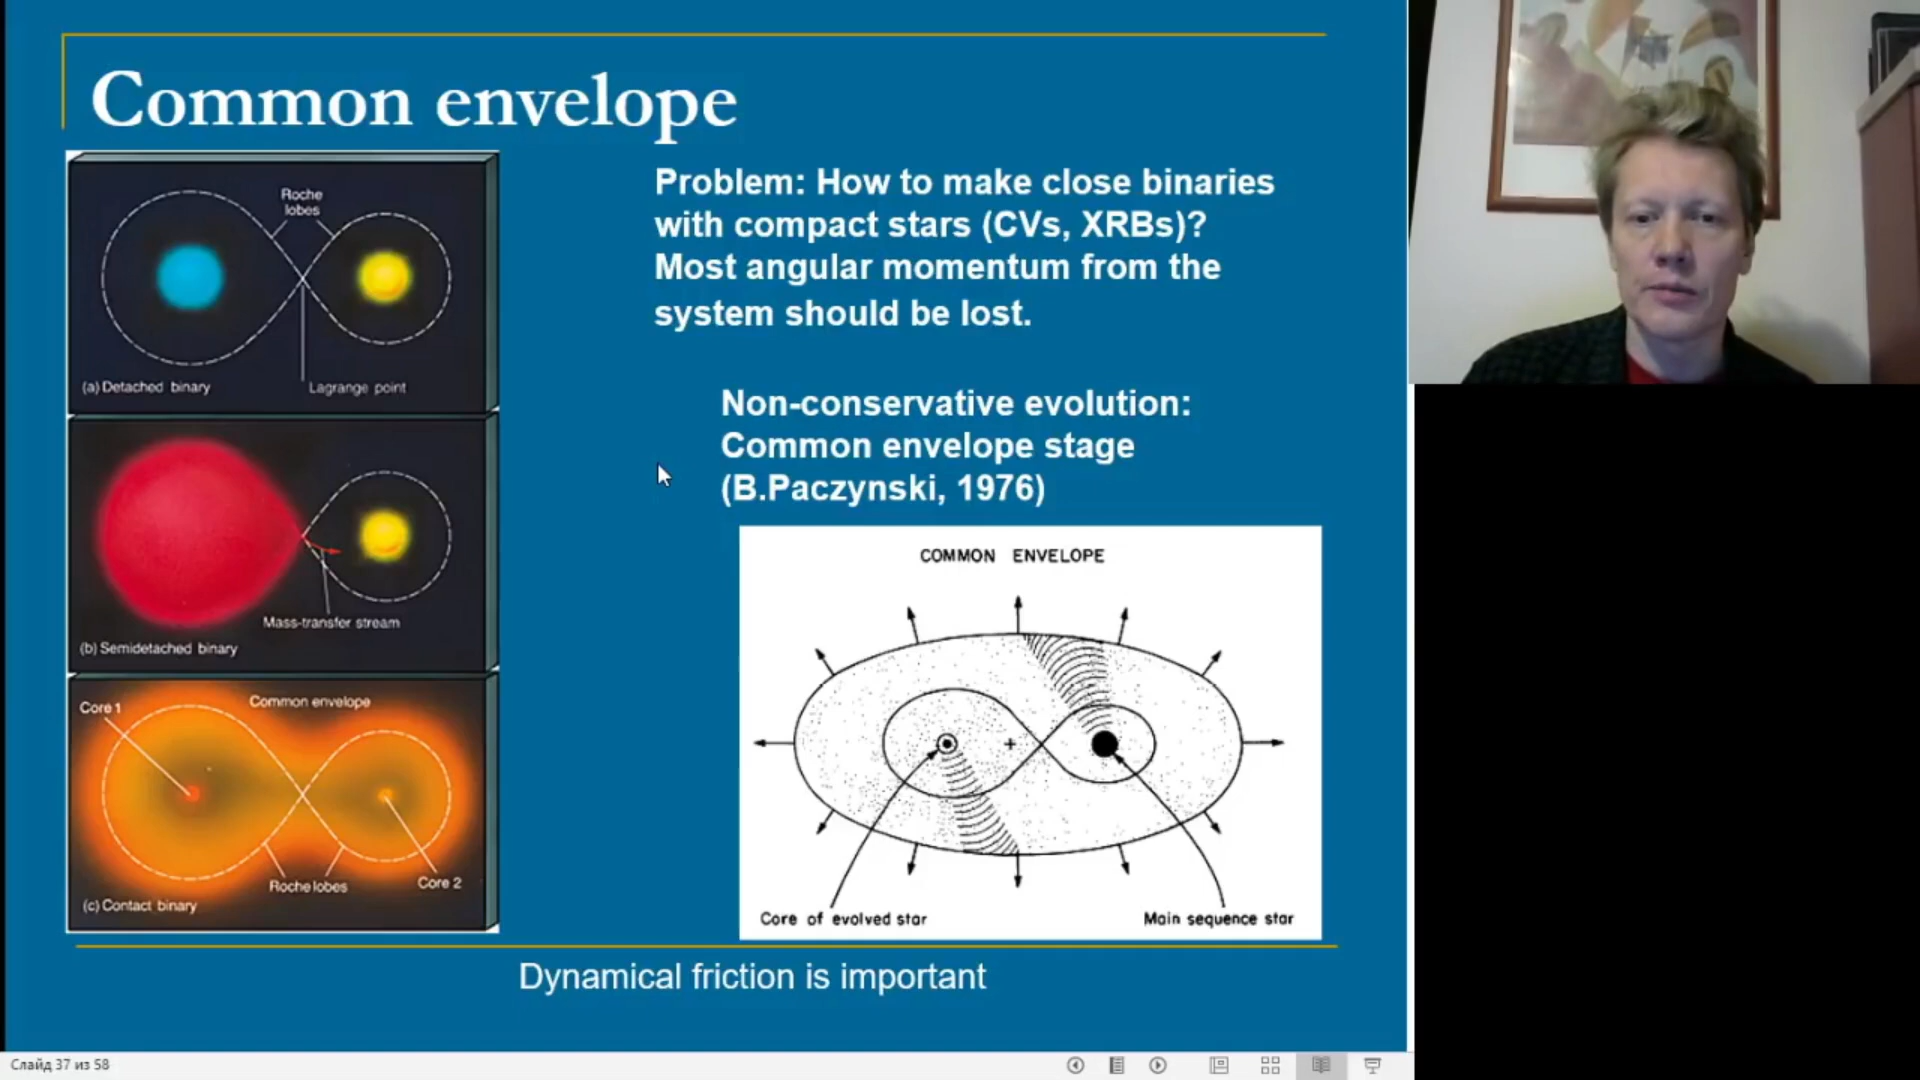 Common envelope
Roche
lobes
(a) Detached binary
Lagrange point
Mass-transfer stream
(b) Semidetached binary
Core 1
Common envelope
Roche lobes
Core 2
(c) Contact binary
Problem: How to make close binaries
with compact stars (CVs, XRBs)?
Most angular momentum from the
system should be lost.
Non-conservative evolution:
Common envelope stage
(B.Paczynski, 1976)
COMMON ENVELOPE
Core of evolved star
Main sequence star
Dynamical friction is important
Слайд 37 из 58